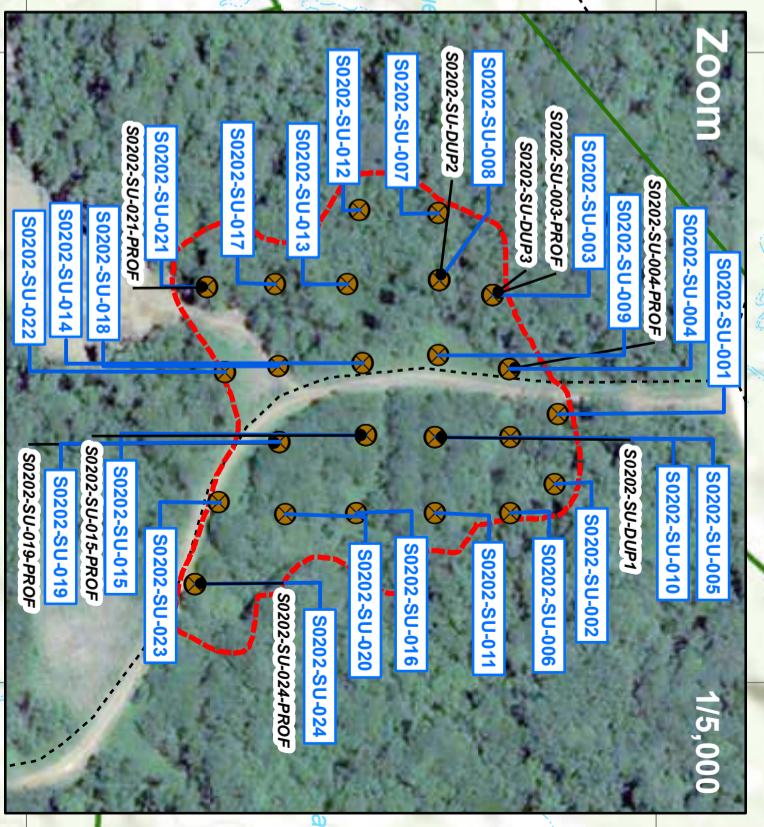 Zoom
1/5,000
S0202-SU-001
S0202-SU-004
S0202-SU-004-PROF
S0202-SU-009
S0202-SU-003
S0202-SU-003-PROF
S0202-SU-DUP3
S0202-SU-008
S0202-SU-DUP2
S0202-SU-007
S0202-SU-012
S0202-SU-013
S0202-SU-017
S0202-SU-021
S0202-SU-021-PROF
S0202-SU-018
S0202-SU-014
S0202-SU-022
S0202-SU-005
S0202-SU-010
S0202-SU-DUP1
S0202-SU-002
S0202-SU-006
S0202-SU-011
S0202-SU-016
S0202-SU-020
S0202-SU-024
S0202-SU-024-PROF
S0202-SU-023
S0202-SU-015
S0202-SU-015-PROF
S0202-SU-019
S0202-SU-019-PROF